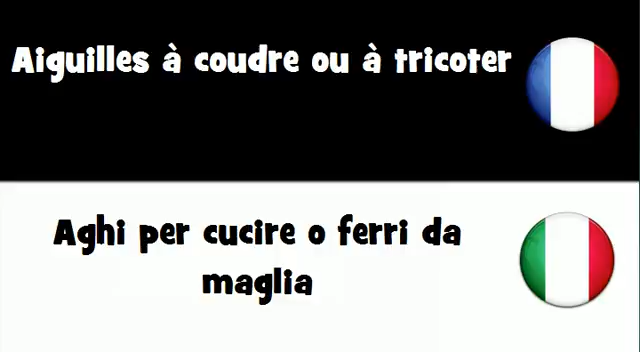 Aiguilles à coudre ou à tricoter
Aghi per cucire o ferri da
maglia